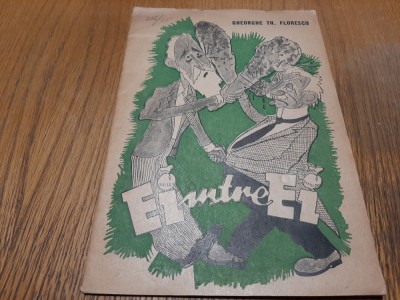 GHEORGHE TH. FLORESCU
Ei între Ei